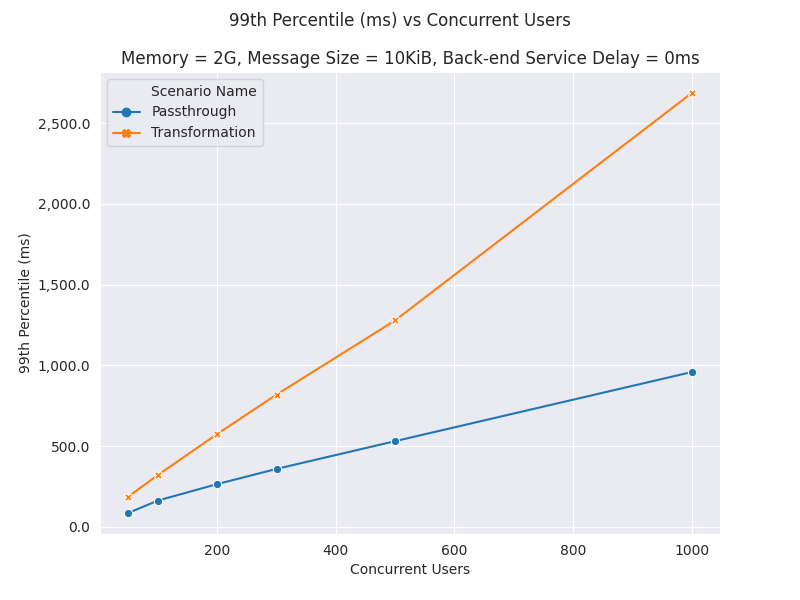 99th Percentile (ms) vs Concurrent Users
Memory = 2G, Message Size = 10KiB, Back-end Service Delay = 0ms
Scenario Name
Passthrough
Transformation
2,500.0
2,000.0
1,500.0
1,000.0
500.0
0.0
99th Percentile (ms)
200 400 600 800 1000
Concurrent Users